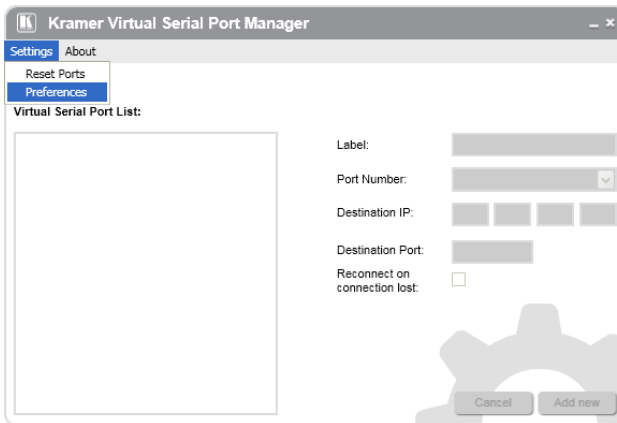 Kramer Virtual Serial Port Manager
Settings About
Reset Ports
Preferences
Virtual Serial Port List:
Label:
Port Number:
Destination IP:
Destination Port:
Reconnect on
connection lost:
Cancel Add new